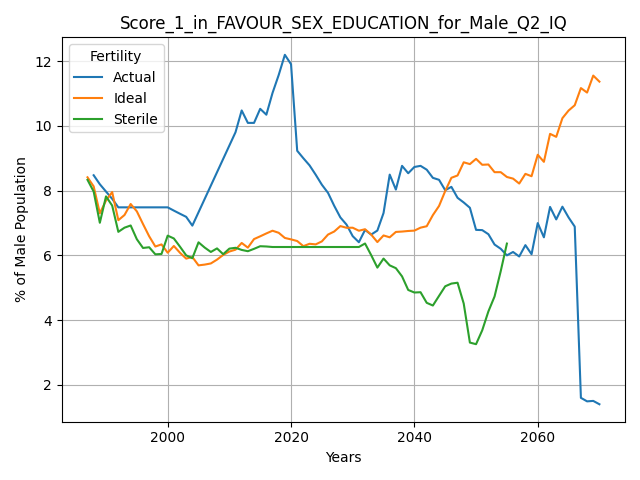 Score_1_in_FAVOUR_SEX_EDUCATION_for_Male_Q2_IQ
Fertility
Actual
Ideal
Sterile
% of Male Population
12
10
8
6
4
2
2000 2020 2040 2060
Years